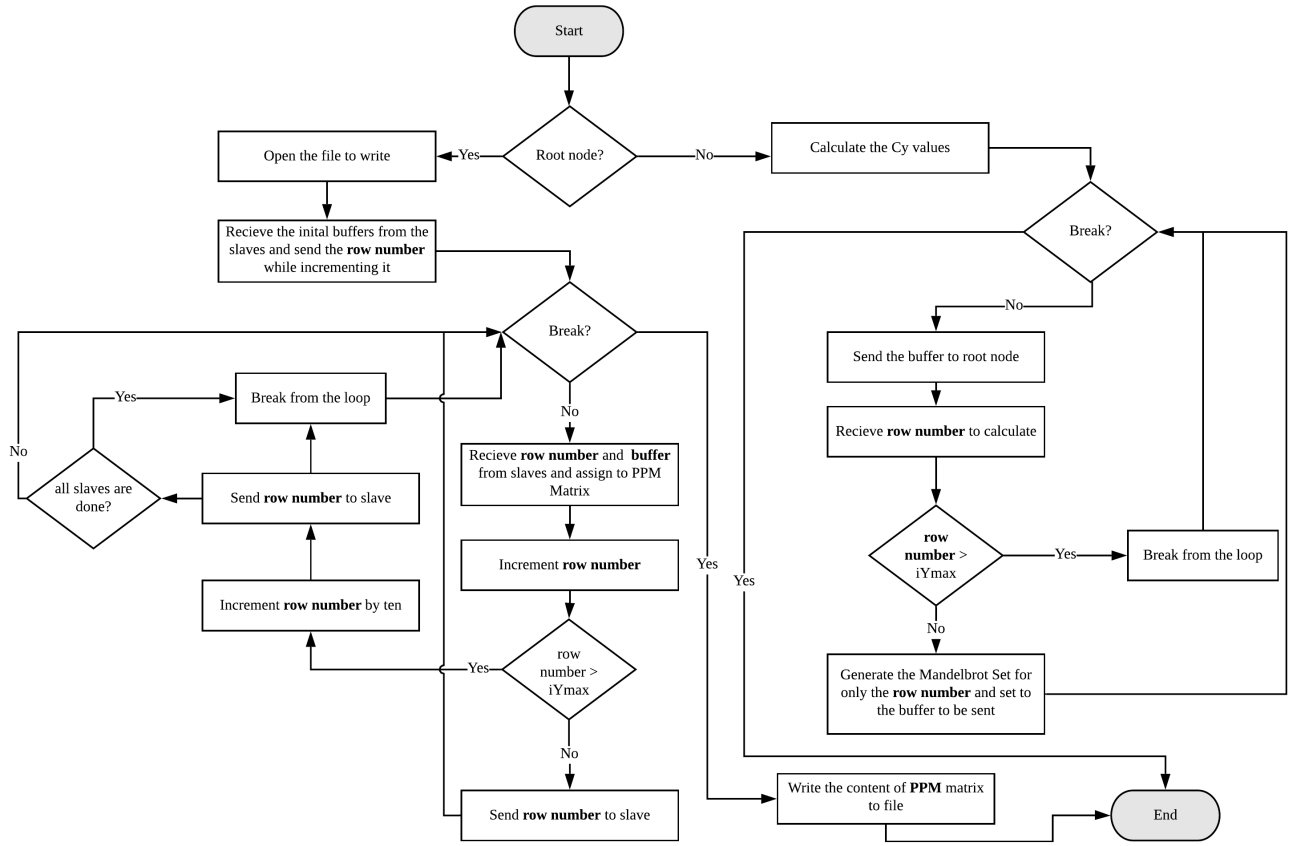 Start
Root node?
Yes
No
Open the file to write
Calculate the Cy values
Recieve the inital buffers from the
slaves and send the row number
while incrementing it
Break?
No
Send the buffer to root node
Recieve row number to calculate
row
number >
iYmax
Yes
Break from the loop
No
Generate the Mandelbrot Set for
only the row number and set to
the buffer to be sent
Yes
Break?
No
Recieve row number and buffer
from slaves and assign to PPM
Matrix
Increment row number
row
number >
iYmax
Yes
No
Send row number to slave
Increment row number by ten
Send row number to slave
all slaves are
done?
Yes
No
Break from the loop
Yes
Write the content of PPM matrix
to file
End